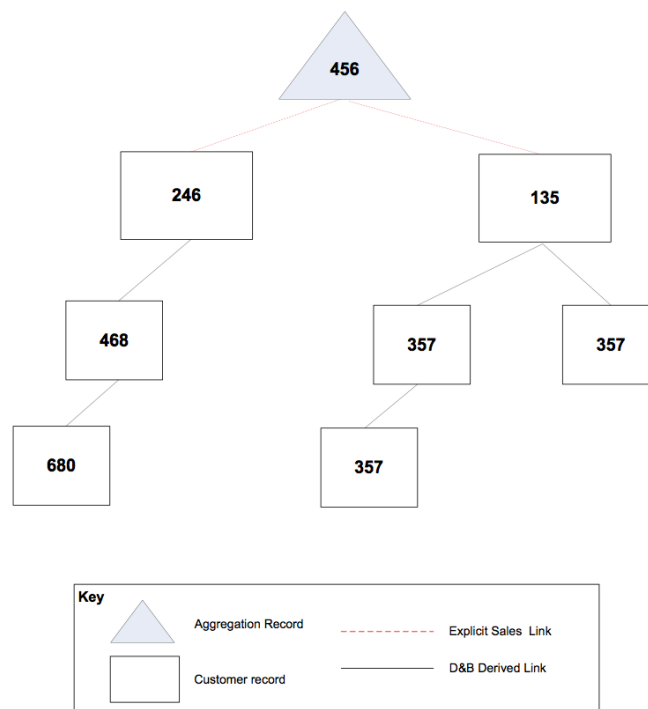 456
246
135
468
357
357
680
357
Key
Aggregation Record
Explicit Sales Link
Customer record
D&B Derived Link